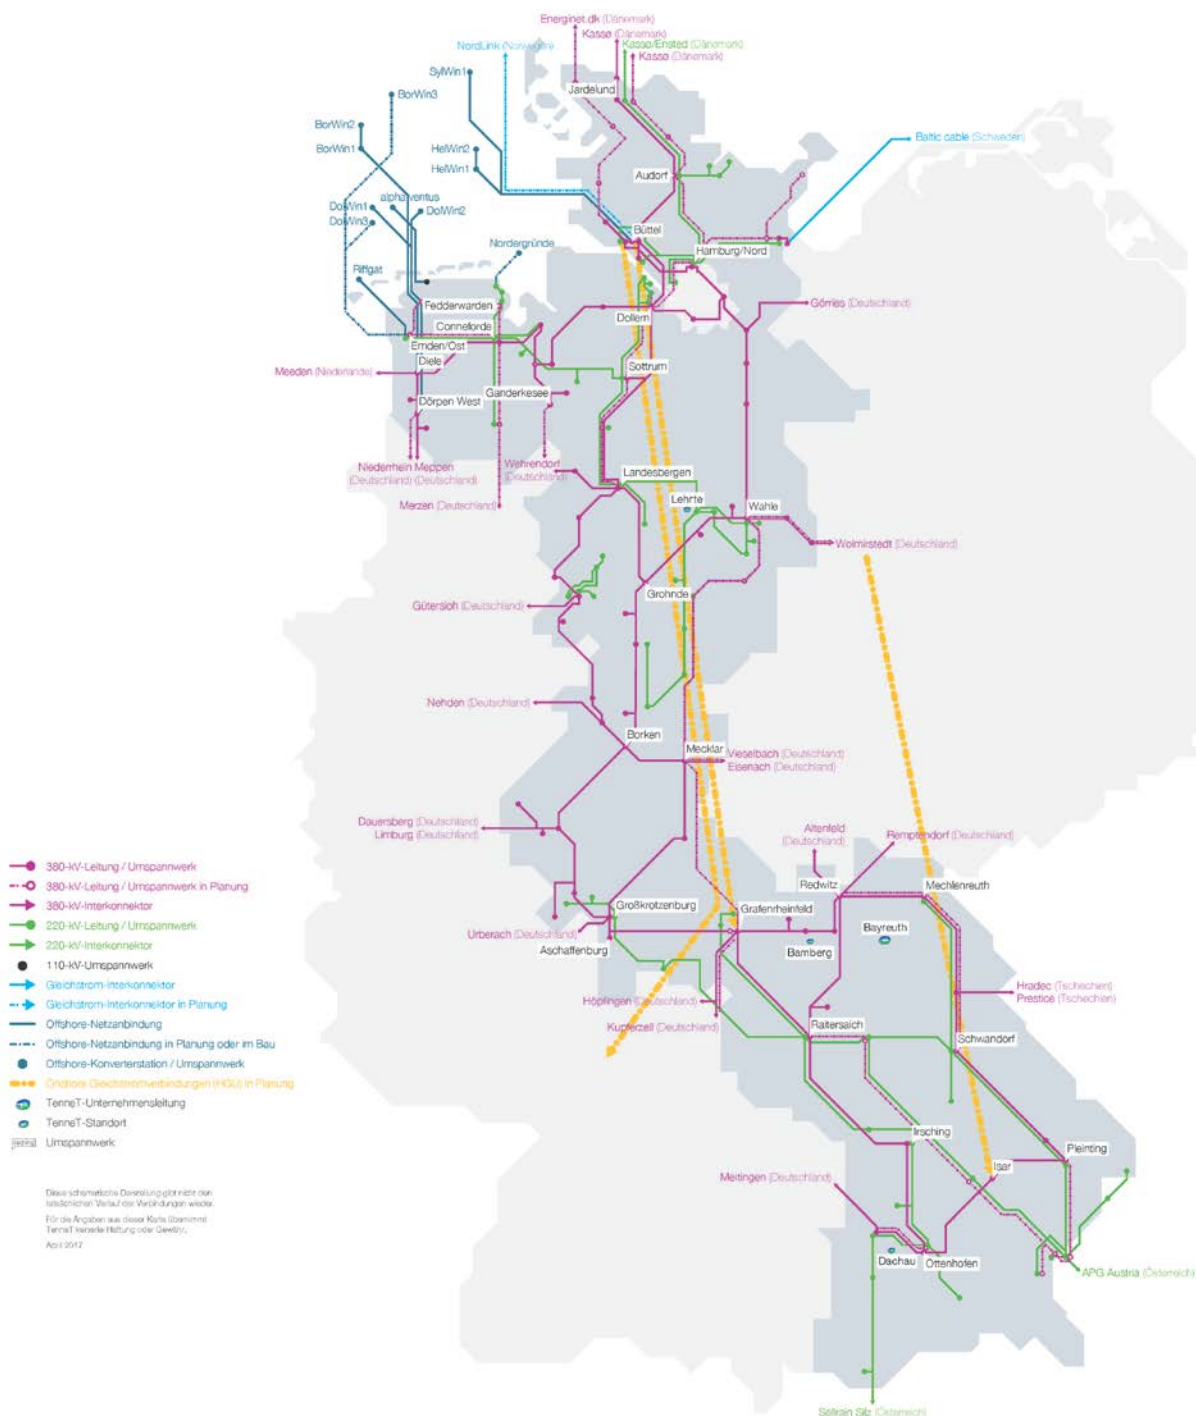 Energinet.dk (Dänemark)
Kassø (Dänemark)
NordLink (Norwegen)
Kassø/Ensted (Dänemark)
Kassø (Dänemark)
SylWin1
Jardelund
BorWin3
BorWin2
BorWin1
HelWin2
HelWin1
Baltic cable (Schweden)
Audorf
alpha ventus
DolWin1
DolWin2
DolWin3
Büttel
Hamburg/Nord
Nordergründe
Riffgat
Fedderwarden
Görries (Deutschland)
Dollern
Conneforde
Emden/Ost
Diele
Sottrum
Meeden (Niederlande)
Ganderkesee
Dörpen West
Niederrhein Meppen
(Deutschland) (Deutschland)
Wehrendorf
(Deutschland)
Landesbergen
Lehrte
Merzen (Deutschland)
Wahle
Wolmirstedt (Deutschland)
Grohnde
Gütersloh (Deutschland)
Nehden (Deutschland)
Borken
Mecklar
Vieselbach (Deutschland)
Eisenach (Deutschland)
Dauersberg (Deutschland)
Limburg (Deutschland)
Altenfeld
(Deutschland)
Remptendorf (Deutschland)
Redwitz
Mechlenreuth
Großkrotzenburg
Grafenrheinfeld
Urberach (Deutschland)
Aschaffenburg
Bamberg
Bayreuth
Höpfingen (Deutschland)
Kupferzell (Deutschland)
Hradec (Tschechien)
Prestice (Tschechien)
Raitersaich
Schwandorf
Irsching
Pleinting
Isar
Meitingen (Deutschland)
Dachau
Ottenhofen
APG Austria (Österreich)
Sellrain Silz (Österreich)
380-kV-Leitung / Umspannwerk
380-kV-Leitung / Umspannwerk in Planung
380-kV-Interkonnektor
220-kV-Leitung / Umspannwerk
220-kV-Interkonnektor
110-kV-Umspannwerk
Gleichstrom-Interkonnektor
Gleichstrom-Interkonnektor in Planung
Offshore-Netzanbindung
Offshore-Netzanbindung in Planung oder im Bau
Offshore-Konverterstation / Umspannwerk
Onshore Gleichstromverbindungen (HGÜ) in Planung
TenneT-Unternehmensleitung
TenneT-Standort
Umspannwerk
Diese schematische Darstellung gibt nicht den
tatsächlichen Verlauf der Verbindungen wieder.
Für die Angaben aus dieser Karte übernimmt
TenneT keinerlei Haftung oder Gewähr.
April 2017